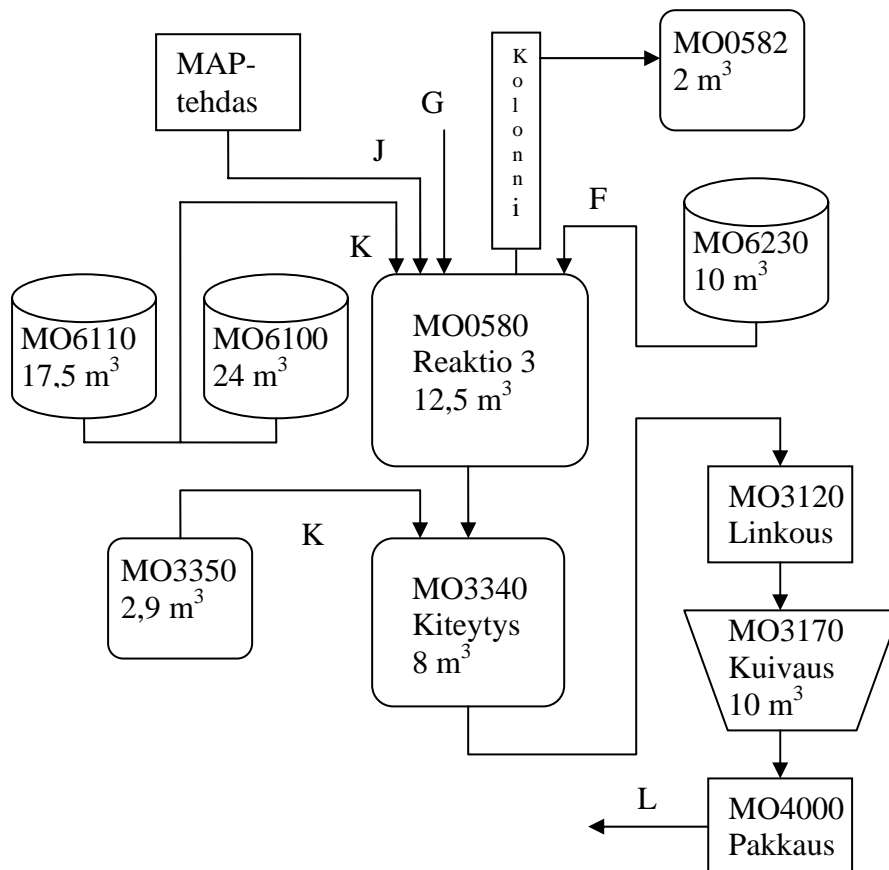 MAP-
tehdas
Kolonni
MO0582
2 m³
G
J
F
K
MO6230
10 m³
MO6110
17,5 m³
MO6100
24 m³
MO0580
Reaktio 3
12,5 m³
MO3350
2,9 m³
K
MO3340
Kiteytys
8 m³
MO3120
Linkous
MO3170
Kuivaus
10 m³
L
MO4000
Pakkaus